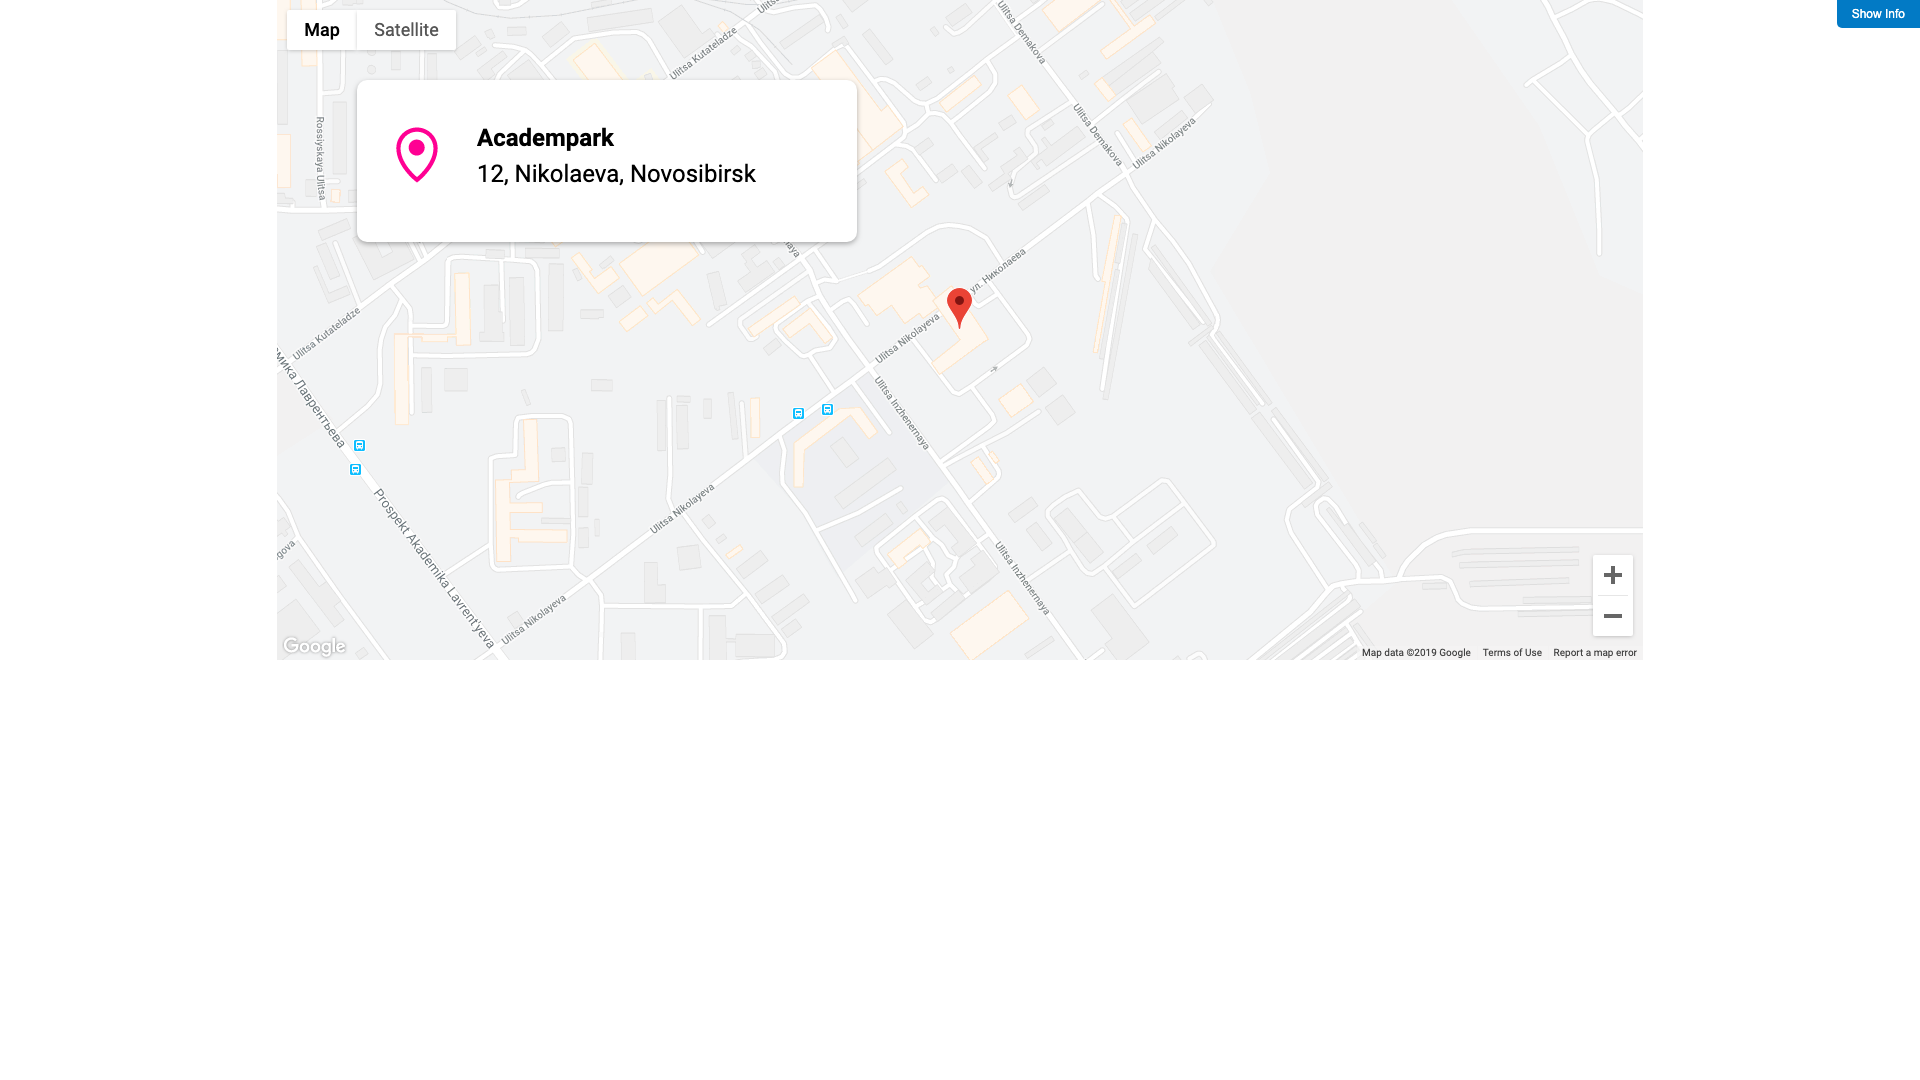 Map
Satellite
Show Info
Academpark
12, Nikolaeva, Novosibirsk
Ulitsa Kutateladze
Ulitsa Demakova
Ulitsa Demakova
Ulitsa Nikolayeva
Rossiyskaya Ulitsa
ул. Николаева
Ulitsa Nikolayeva
Ulitsa Kutateladze
Ulitsa Inzhenernaya
Лаврентьева
Prospekt Akademika Lavrent'yeva
Ulitsa Nikolayeva
Ulitsa Inzhenernaya
Ulitsa Nikolayeva
Google
Map data ©2019 Google
Terms of Use
Report a map error